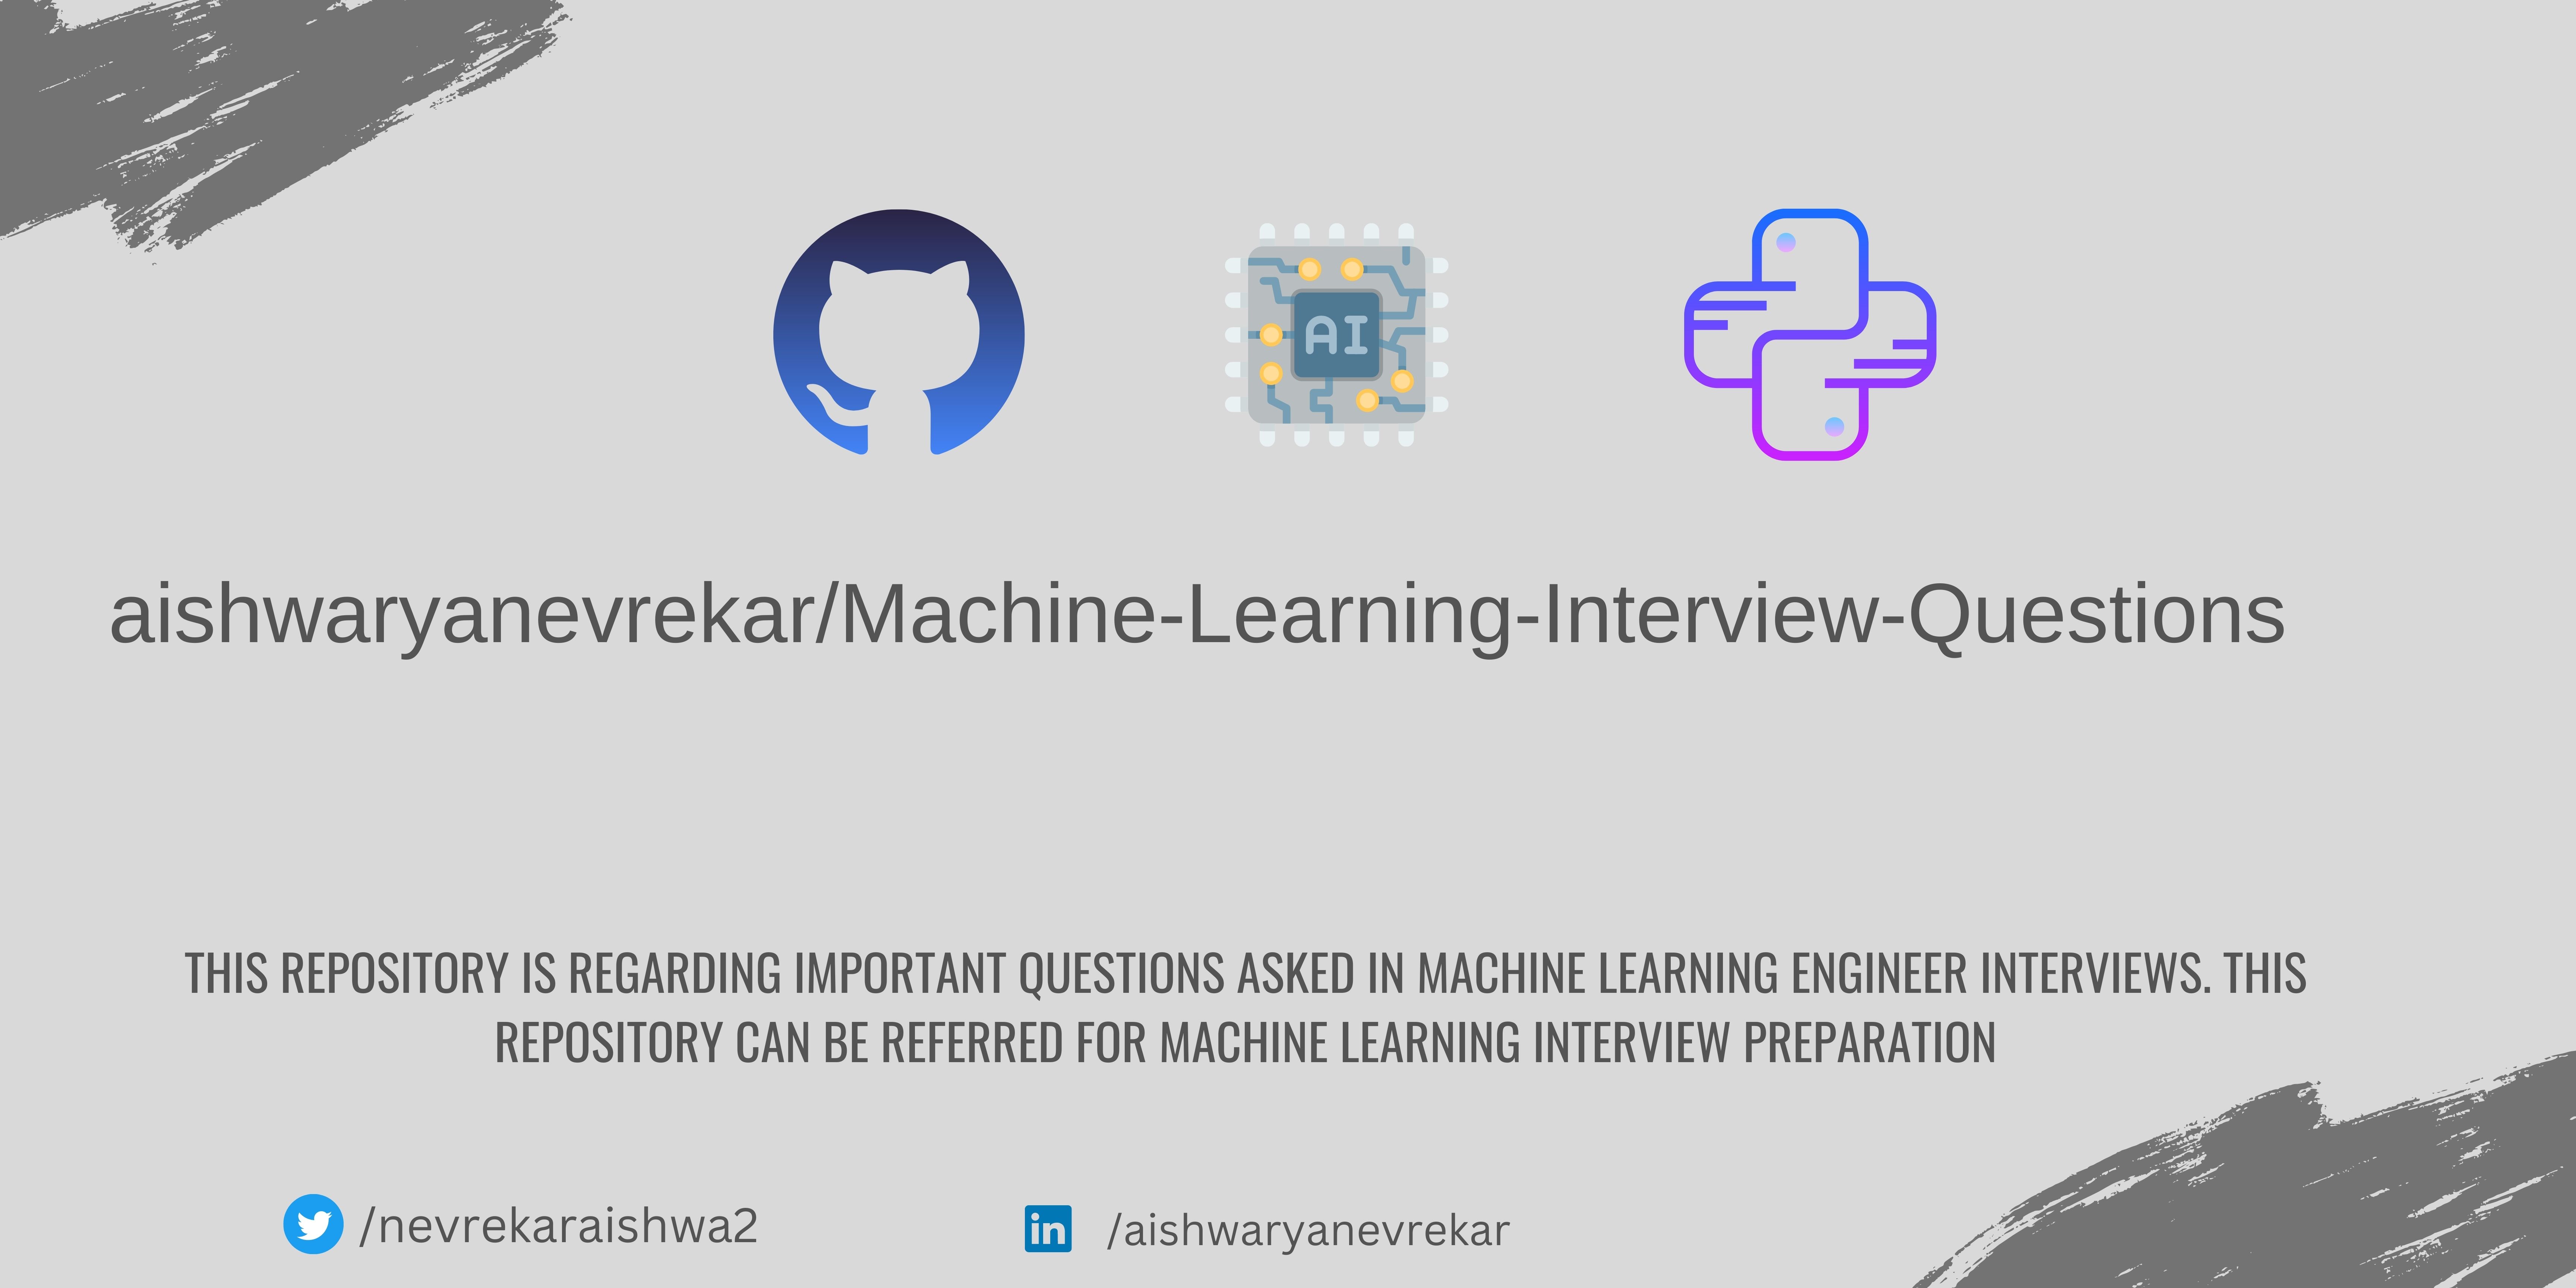 AI
aishwaryanevrekar/Machine-Learning-Interview-Questions
THIS REPOSITORY IS REGARDING IMPORTANT QUESTIONS ASKED IN MACHINE LEARNING ENGINEER INTERVIEWS. THIS
REPOSITORY CAN BE REFERRED FOR MACHINE LEARNING INTERVIEW PREPARATION
/nevrekaraishwa2
in /aishwaryanevrekar